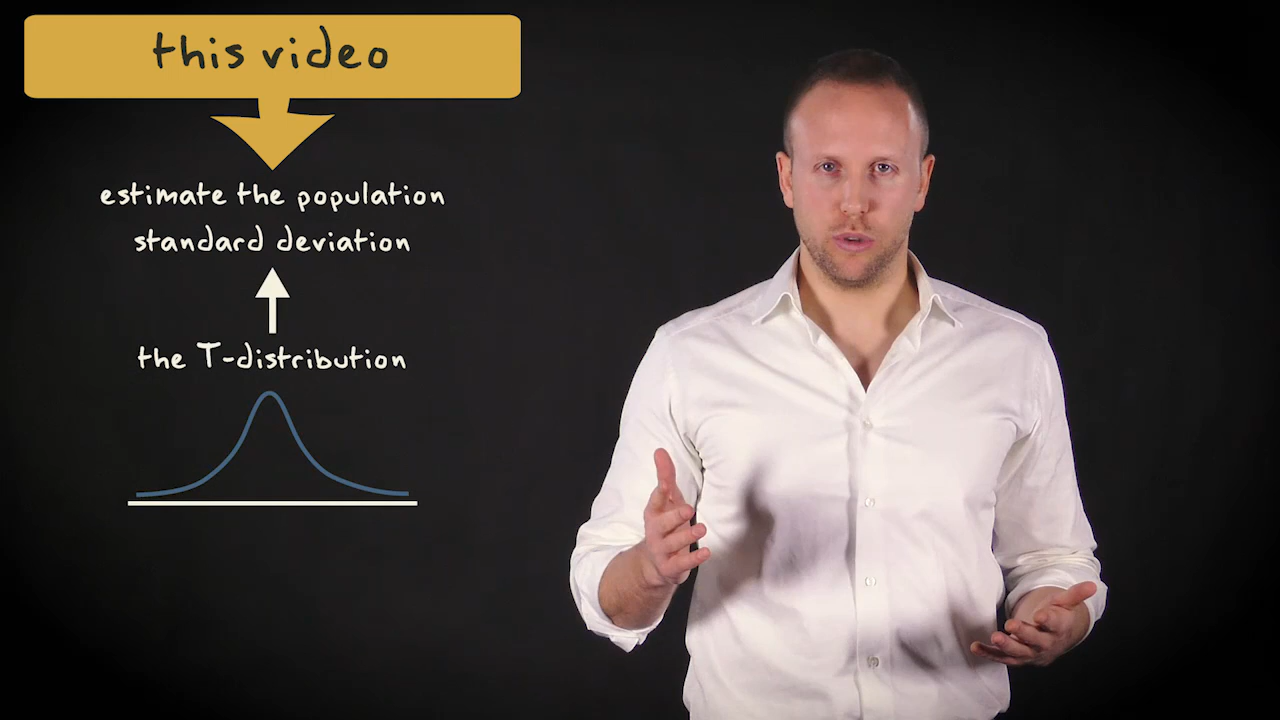 this video
estimate the population
standard deviation
the T-distribution